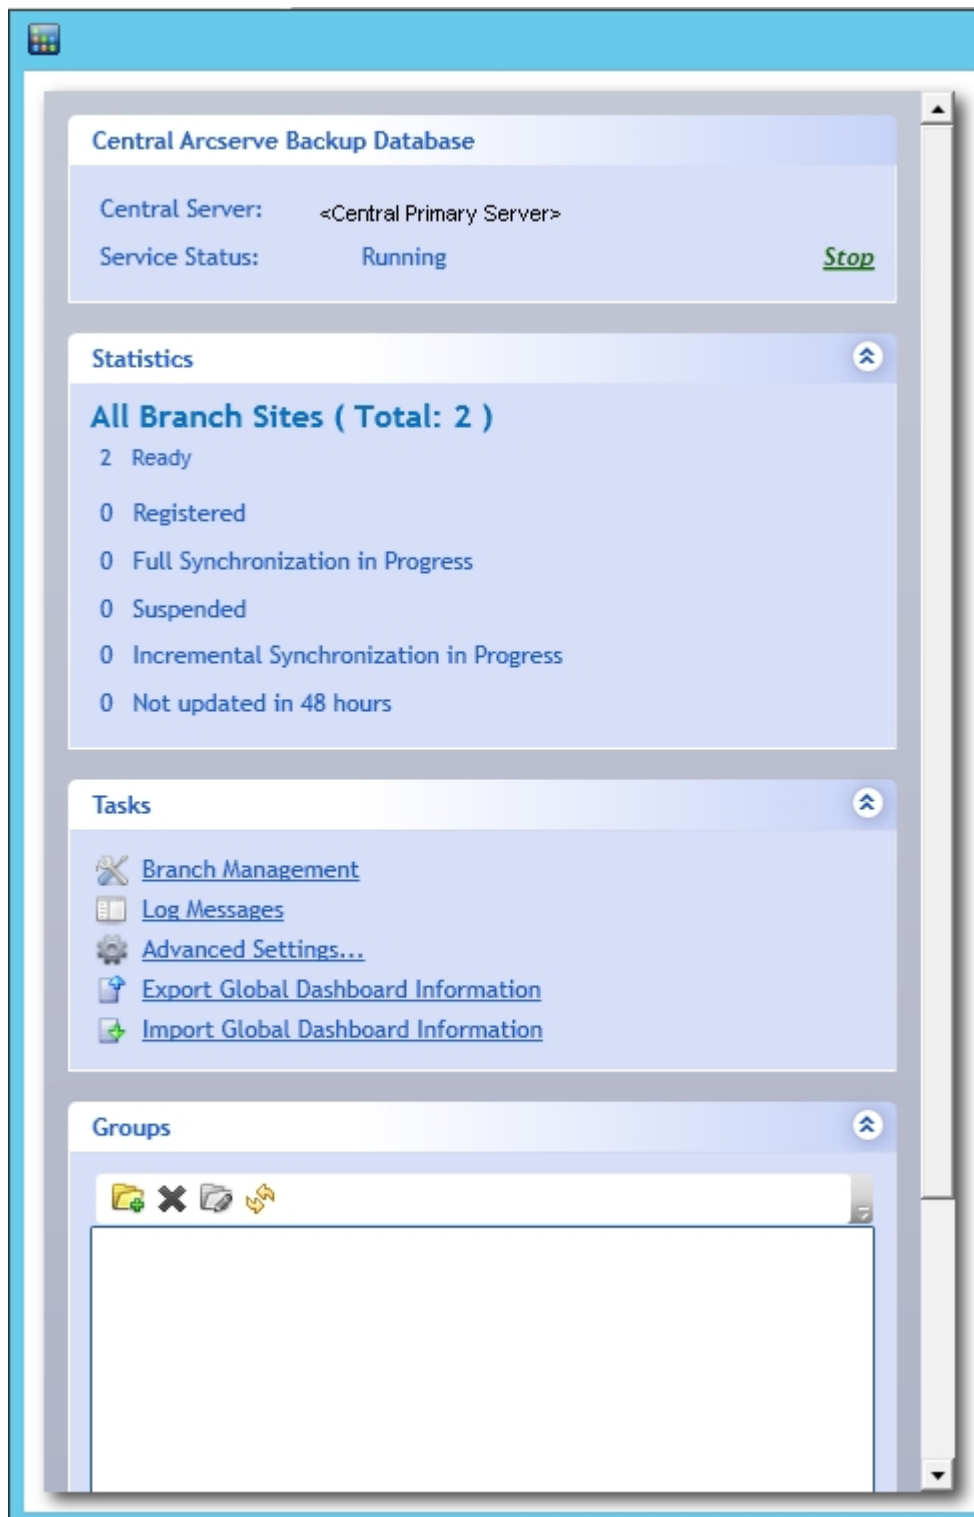 Central Arcserve Backup Database
Central Server: <Central Primary Server>
Service Status: Running Stop
Statistics
All Branch Sites ( Total: 2 )
2 Ready
0 Registered
0 Full Synchronization in Progress
0 Suspended
0 Incremental Synchronization in Progress
0 Not updated in 48 hours
Tasks
Branch Management
Log Messages
Advanced Settings...
Export Global Dashboard Information
Import Global Dashboard Information
Groups